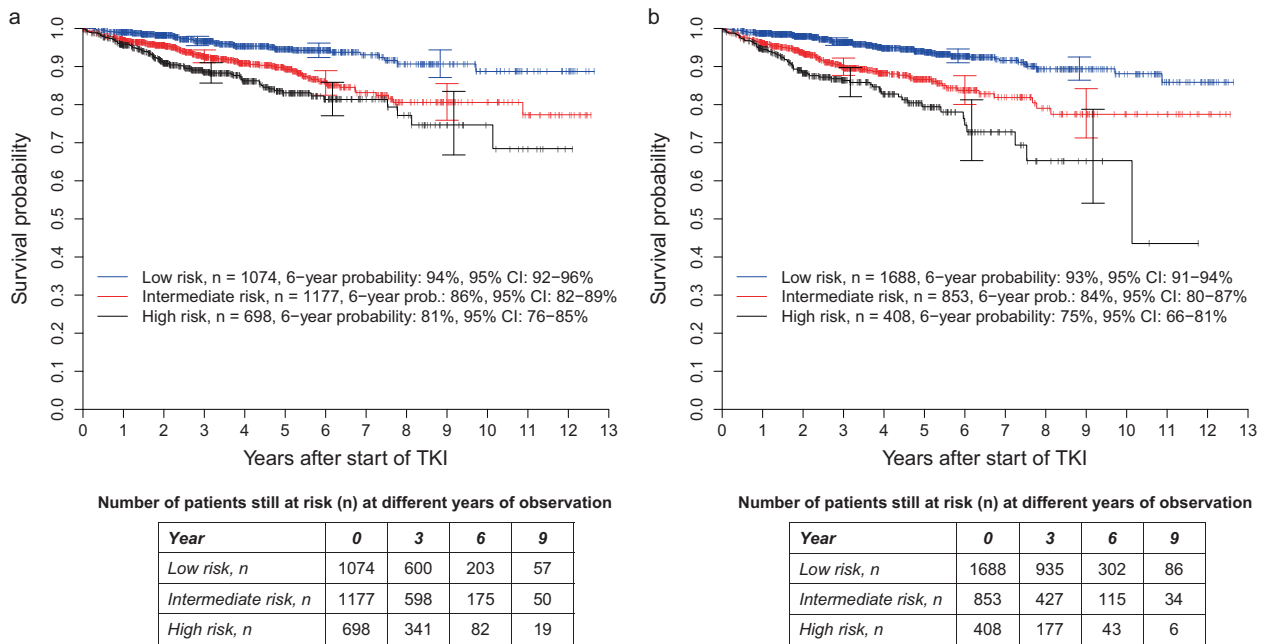 a
Survival probability
1.0
0.9
0.8
0.7
0.6
0.5
0.4
0.3
0.2
0.1
0.0
Low risk, n = 1074, 6−year probability: 94%, 95% CI: 92−96%
Intermediate risk, n = 1177, 6−year prob.: 86%, 95% CI: 82−89%
High risk, n = 698, 6−year probability: 81%, 95% CI: 76−85%
0 1 2 3 4 5 6 7 8 9 10 11 12 13
Years after start of TKI
Number of patients still at risk (n) at different years of observation
Year 0 3 6 9
Low risk, n 1074 600 203 57
Intermediate risk, n 1177 598 175 50
High risk, n 698 341 82 19
b
Survival probability
1.0
0.9
0.8
0.7
0.6
0.5
0.4
0.3
0.2
0.1
0.0
Low risk, n = 1688, 6−year probability: 93%, 95% CI: 91−94%
Intermediate risk, n = 853, 6−year prob.: 84%, 95% CI: 80−87%
High risk, n = 408, 6−year probability: 75%, 95% CI: 66−81%
0 1 2 3 4 5 6 7 8 9 10 11 12 13
Years after start of TKI
Number of patients still at risk (n) at different years of observation
Year 0 3 6 9
Low risk, n 1688 935 302 86
Intermediate risk, n 853 427 115 34
High risk, n 408 177 43 6